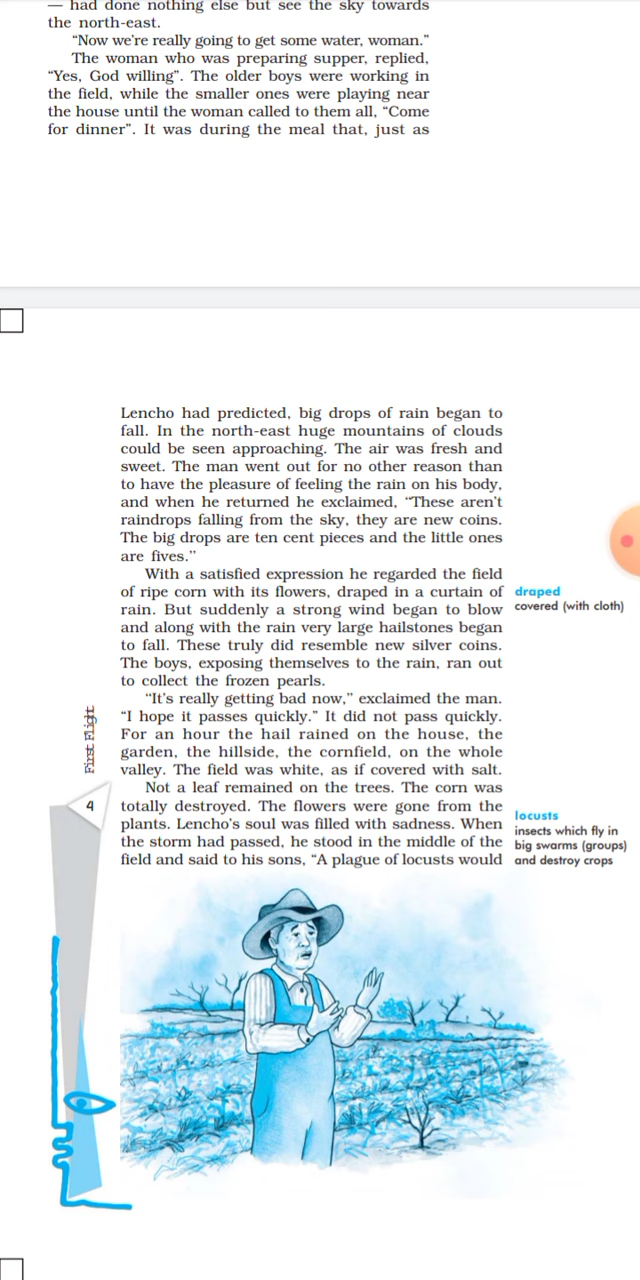 — had done nothing else but see the sky towards
the north-east.
“Now we’re really going to get some water, woman.”
The woman who was preparing supper, replied,
“Yes, God willing”. The older boys were working in
the field, while the smaller ones were playing near
the house until the woman called to them all, “Come
for dinner”. It was during the meal that, just as
Lencho had predicted, big drops of rain began to
fall. In the north-east huge mountains of clouds
could be seen approaching. The air was fresh and
sweet. The man went out for no other reason than
to have the pleasure of feeling the rain on his body,
and when he returned he exclaimed, “These aren’t
raindrops falling from the sky, they are new coins.
The big drops are ten cent pieces and the little ones
are fives.”
With a satisfied expression he regarded the field
of ripe corn with its flowers, draped in a curtain of
rain. But suddenly a strong wind began to blow
and along with the rain very large hailstones began
to fall. These truly did resemble new silver coins.
The boys, exposing themselves to the rain, ran out
to collect the frozen pearls.
“It’s really getting bad now,” exclaimed the man.
“I hope it passes quickly.” It did not pass quickly.
For an hour the hail rained on the house, the
garden, the hillside, the cornfield, on the whole
valley. The field was white, as if covered with salt.
Not a leaf remained on the trees. The corn was
totally destroyed. The flowers were gone from the
plants. Lencho’s soul was filled with sadness. When
the storm had passed, he stood in the middle of the
field and said to his sons, “A plague of locusts would
draped
covered (with cloth)
locusts
insects which fly in
big swarms (groups)
and destroy crops
First Flight
4